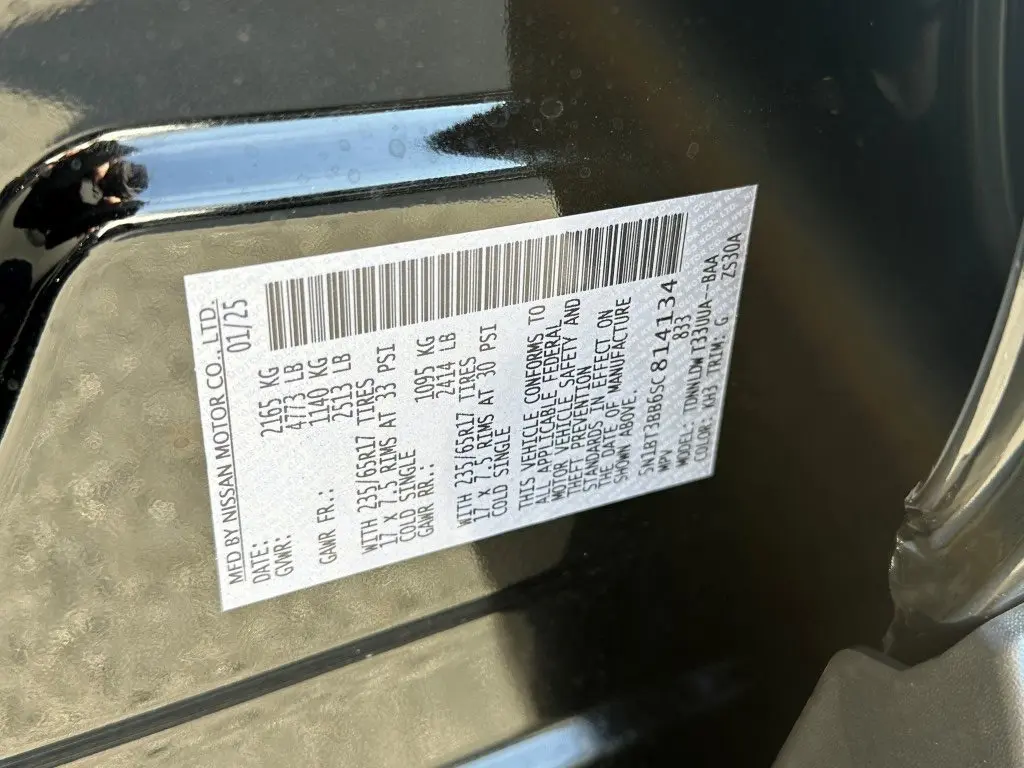 MFD BY NISSAN MOTOR CO., LTD.
DATE: 01/25
GVWR: 2165 KG
4773 LB
GAWR FR.: 1140 KG
2513 LB
WITH 235/65R17 TIRES
17 x 7.5 RIMS AT 33 PSI
COLD SINGLE
GAWR RR.: 1095 KG
2414 LB
WITH 235/65R17 TIRES
17 x 7.5 RIMS AT 30 PSI
COLD SINGLE
THIS VEHICLE CONFORMS TO
ALL APPLICABLE FEDERAL
MOTOR VEHICLE SAFETY AND
THEFT PREVENTION
STANDARDS IN EFFECT ON
THE DATE OF MANUFACTURE
SHOWN ABOVE.
5N1BT3BB6SC814134
MPV 833
MODEL: TDNNLDW T33UUA--BAA
COLOR: KH3 TRIM. G ZS30A